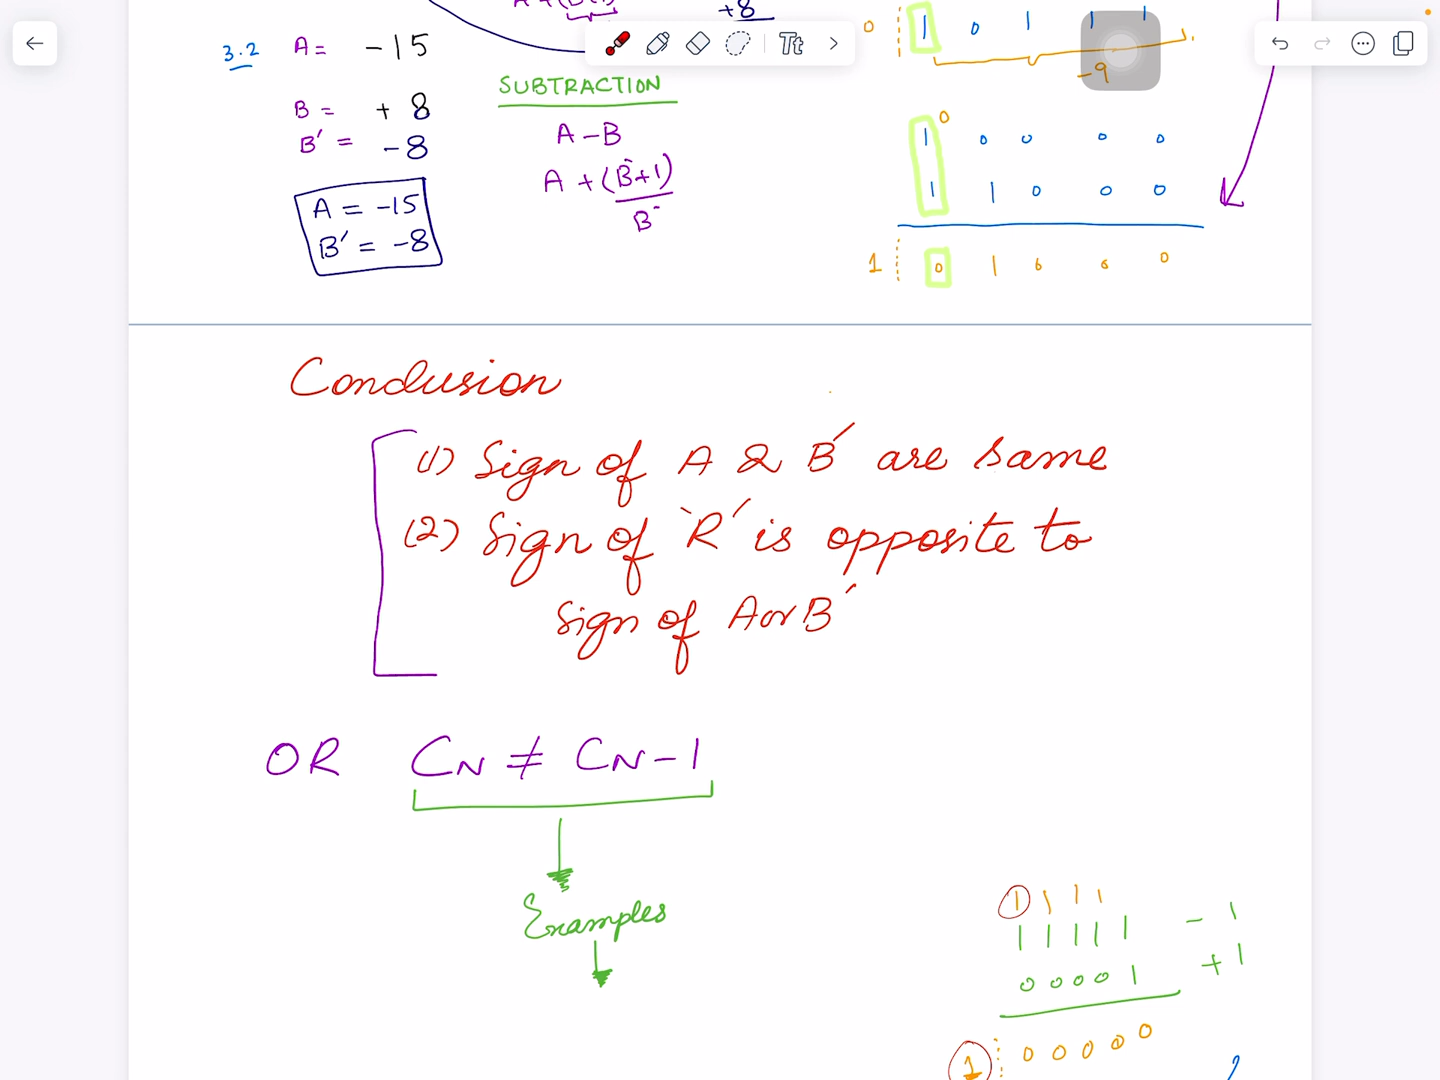 +8
3.2 A = -15
B = + 8
B' = -8
A = -15
B' = -8
Tt
SUBTRACTION
A - B
A + (B̄+1)
B̄
0 1 0 1 1 1
-9
0
1 0 0 0 0
1 1 0 0 0
1 0 1 0 0 0
Conclusion
(1) Sign of A & B' are same
(2) Sign of 'R' is opposite to
Sign of A or B'
OR CN ≠ CN-1
Examples
1 1 1 1
1 1 1 1 1 - 1
0 0 0 0 1 + 1
1 0 0 0 0 0